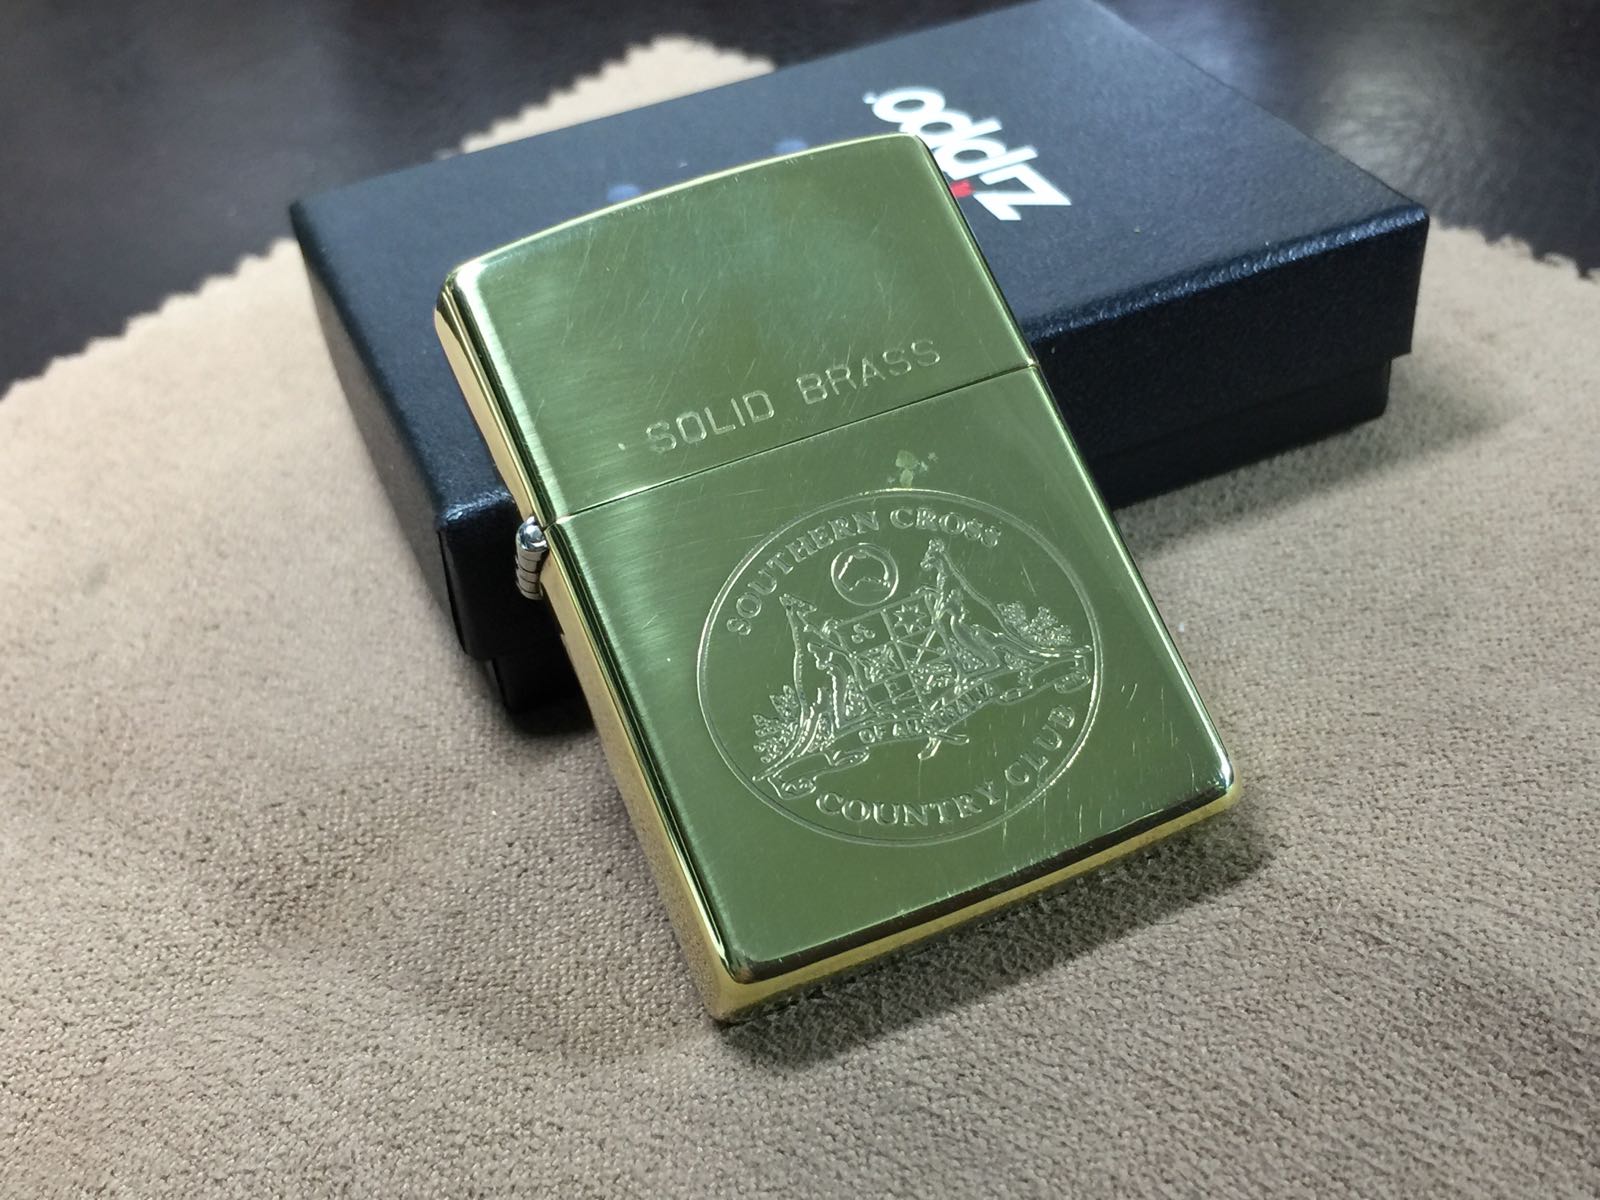 Zippo
SOLID BRASS
SOUTHERN CROSS
OF AUSTRALIA
COUNTRY CLUB